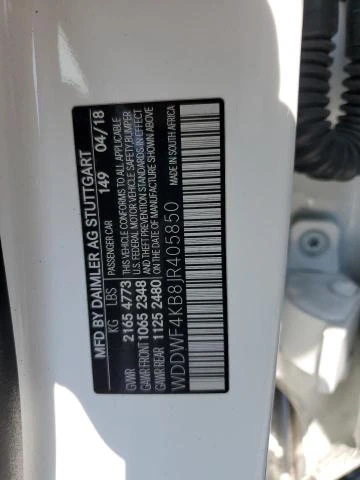 MFD BY DAIMLER AG STUTTGART
PASSENGER CAR 149 04/18
KG LBS
GVWR 2165 4773
GAWR FRONT 1065 2348
GAWR REAR 1125 2480
THIS VEHICLE CONFORMS TO ALL APPLICABLE
U.S. FEDERAL MOTOR VEHICLE SAFETY BUMPER
AND THEFT PREVENTION STANDARDS IN EFFECT
ON THE DATE OF MANUFACTURE SHOWN ABOVE
WDDWF4KB8JR405850
MADE IN SOUTH AFRICA